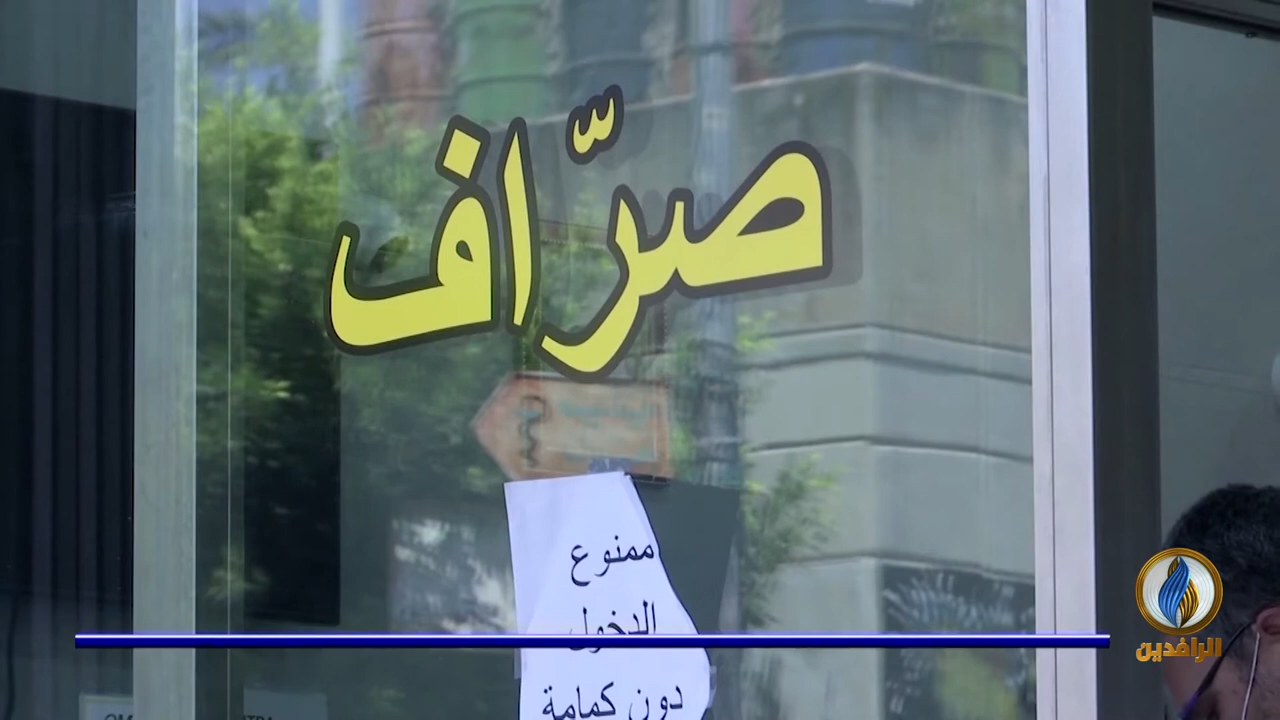 صرّاف
ممنوع
الدخول
دون كمامة
الرافدين